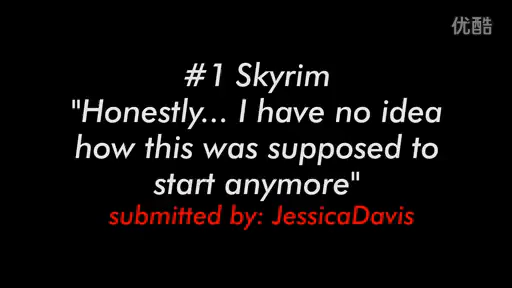 优酷
#1 Skyrim
"Honestly... I have no idea
how this was supposed to
start anymore"
submitted by: JessicaDavis